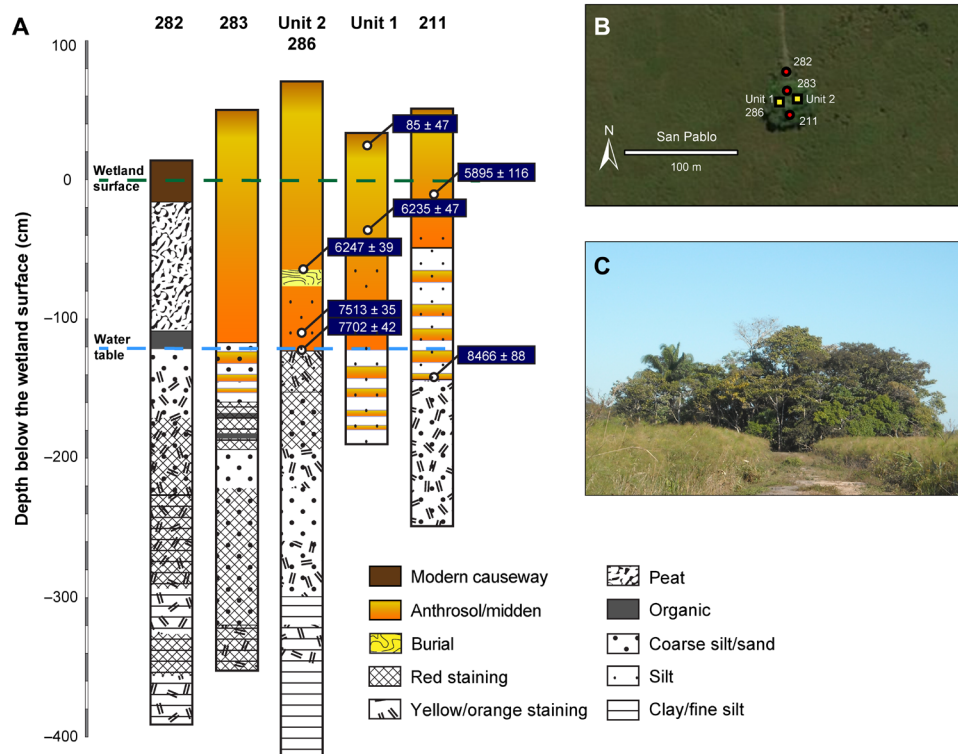 A
282
283
Unit 2
286
Unit 1
211
100
0
–100
–200
–300
–400
Depth below the wetland surface (cm)
Wetland
surface
Water
table
85 ± 47
5895 ± 116
6235 ± 47
6247 ± 39
7513 ± 35
7702 ± 42
8466 ± 88
Modern causeway
Anthrosol/midden
Burial
Red staining
Yellow/orange staining
Peat
Organic
Coarse silt/sand
Silt
Clay/fine silt
B
282
283
Unit 1
Unit 2
286
211
N
San Pablo
100 m
C